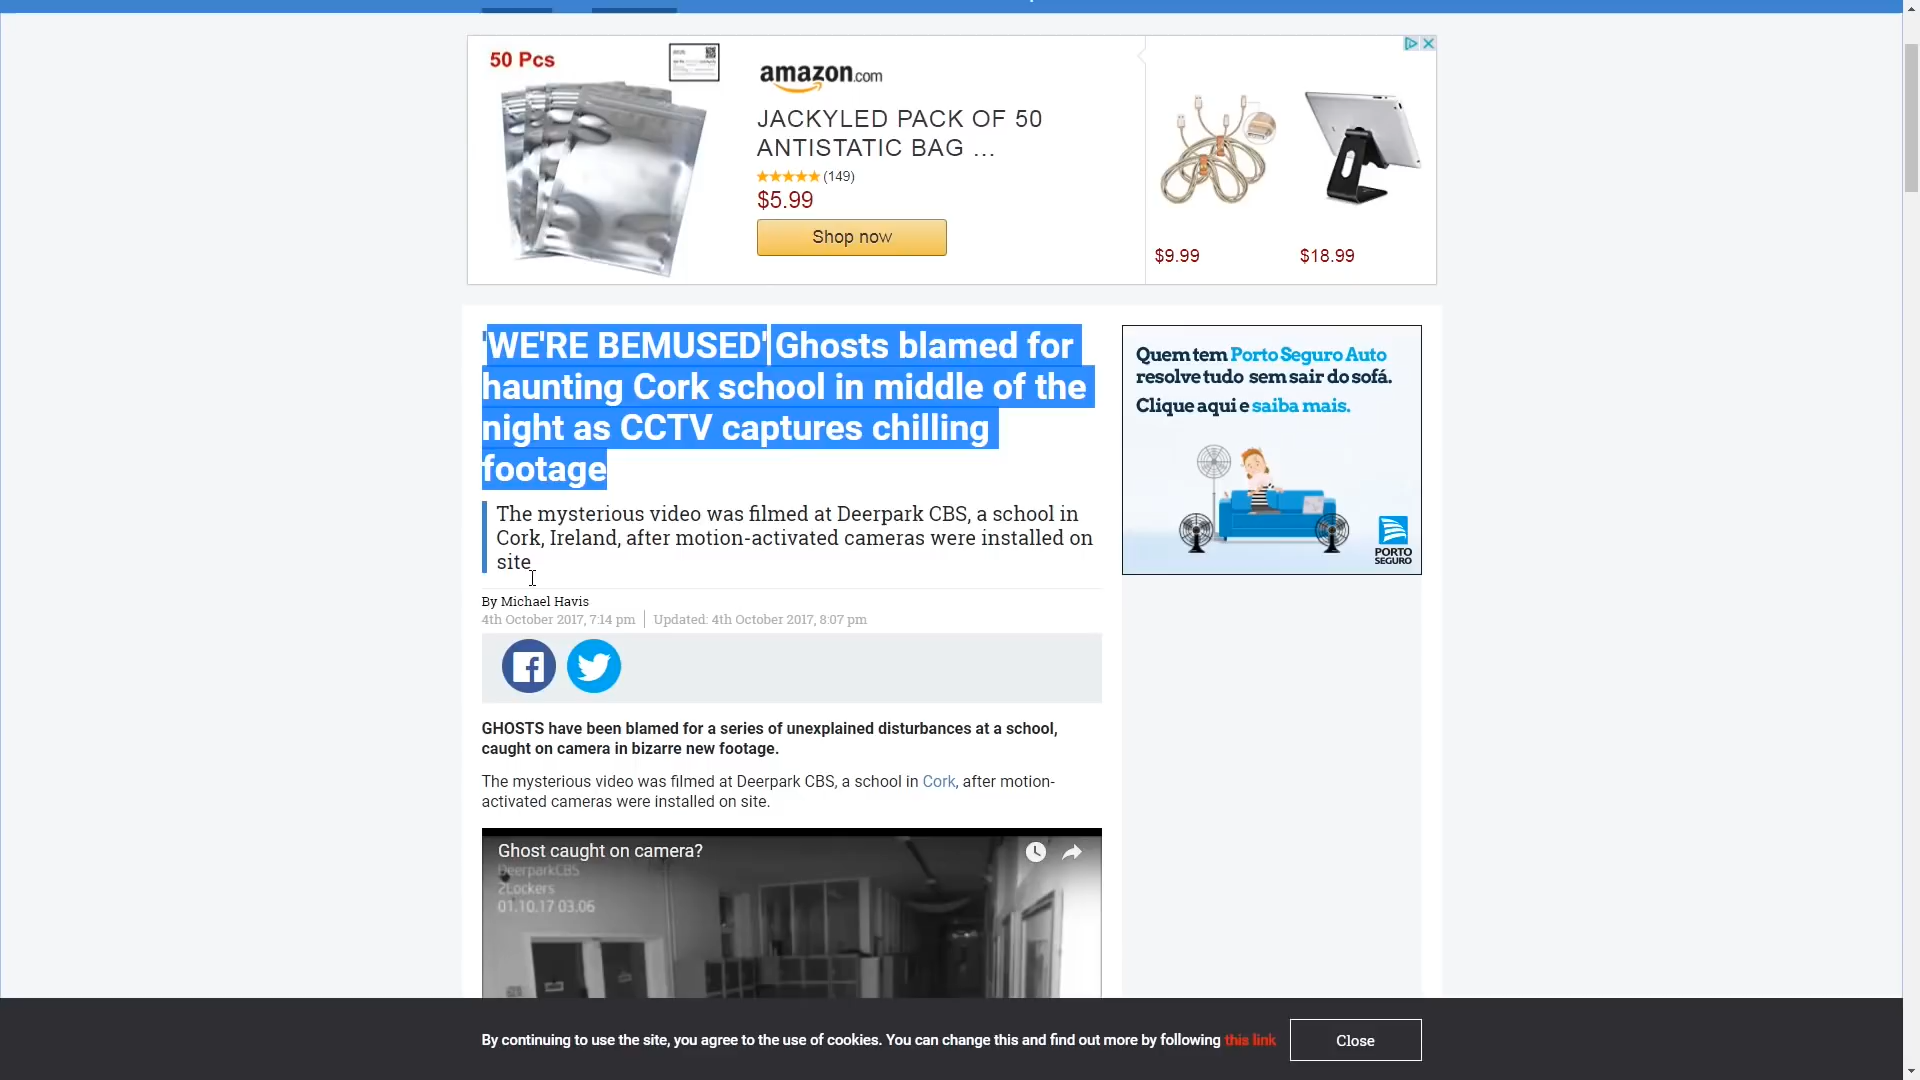 50 Pcs
amazon.com
JACKYLED PACK OF 50
ANTISTATIC BAG ...
(149)
$5.99
Shop now
$9.99
$18.99
'WE'RE BEMUSED' Ghosts blamed for
haunting Cork school in middle of the
night as CCTV captures chilling
footage
The mysterious video was filmed at Deerpark CBS, a school in
Cork, Ireland, after motion-activated cameras were installed on
site
By Michael Havis
4th October 2017, 7:14 pm | Updated: 4th October 2017, 8:07 pm
GHOSTS have been blamed for a series of unexplained disturbances at a school,
caught on camera in bizarre new footage.
The mysterious video was filmed at Deerpark CBS, a school in Cork, after motion-
activated cameras were installed on site.
Ghost caught on camera?
DeerparkCBS
2Lockers
01.10.17 03.06
Quem tem Porto Seguro Auto
resolve tudo sem sair do sofá.
Clique aqui e saiba mais.
PORTO
SEGURO
By continuing to use the site, you agree to the use of cookies. You can change this and find out more by following this link
Close